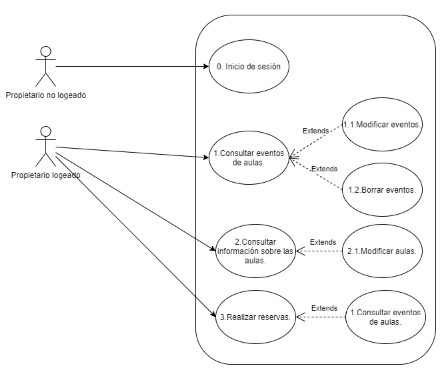 0. Inicio de sesión
Propietario no logeado
1.Consultar eventos
de aulas.
Extends
1.1.Modificar eventos.
Extends
1,2.Borrar eventos.
Propietario logeado
2.Consultar
información sobre las
aulas.
Extends
2.1.Modificar aulas.
3.Realizar reservas.
Extends
1.Consultar eventos
de aulas.